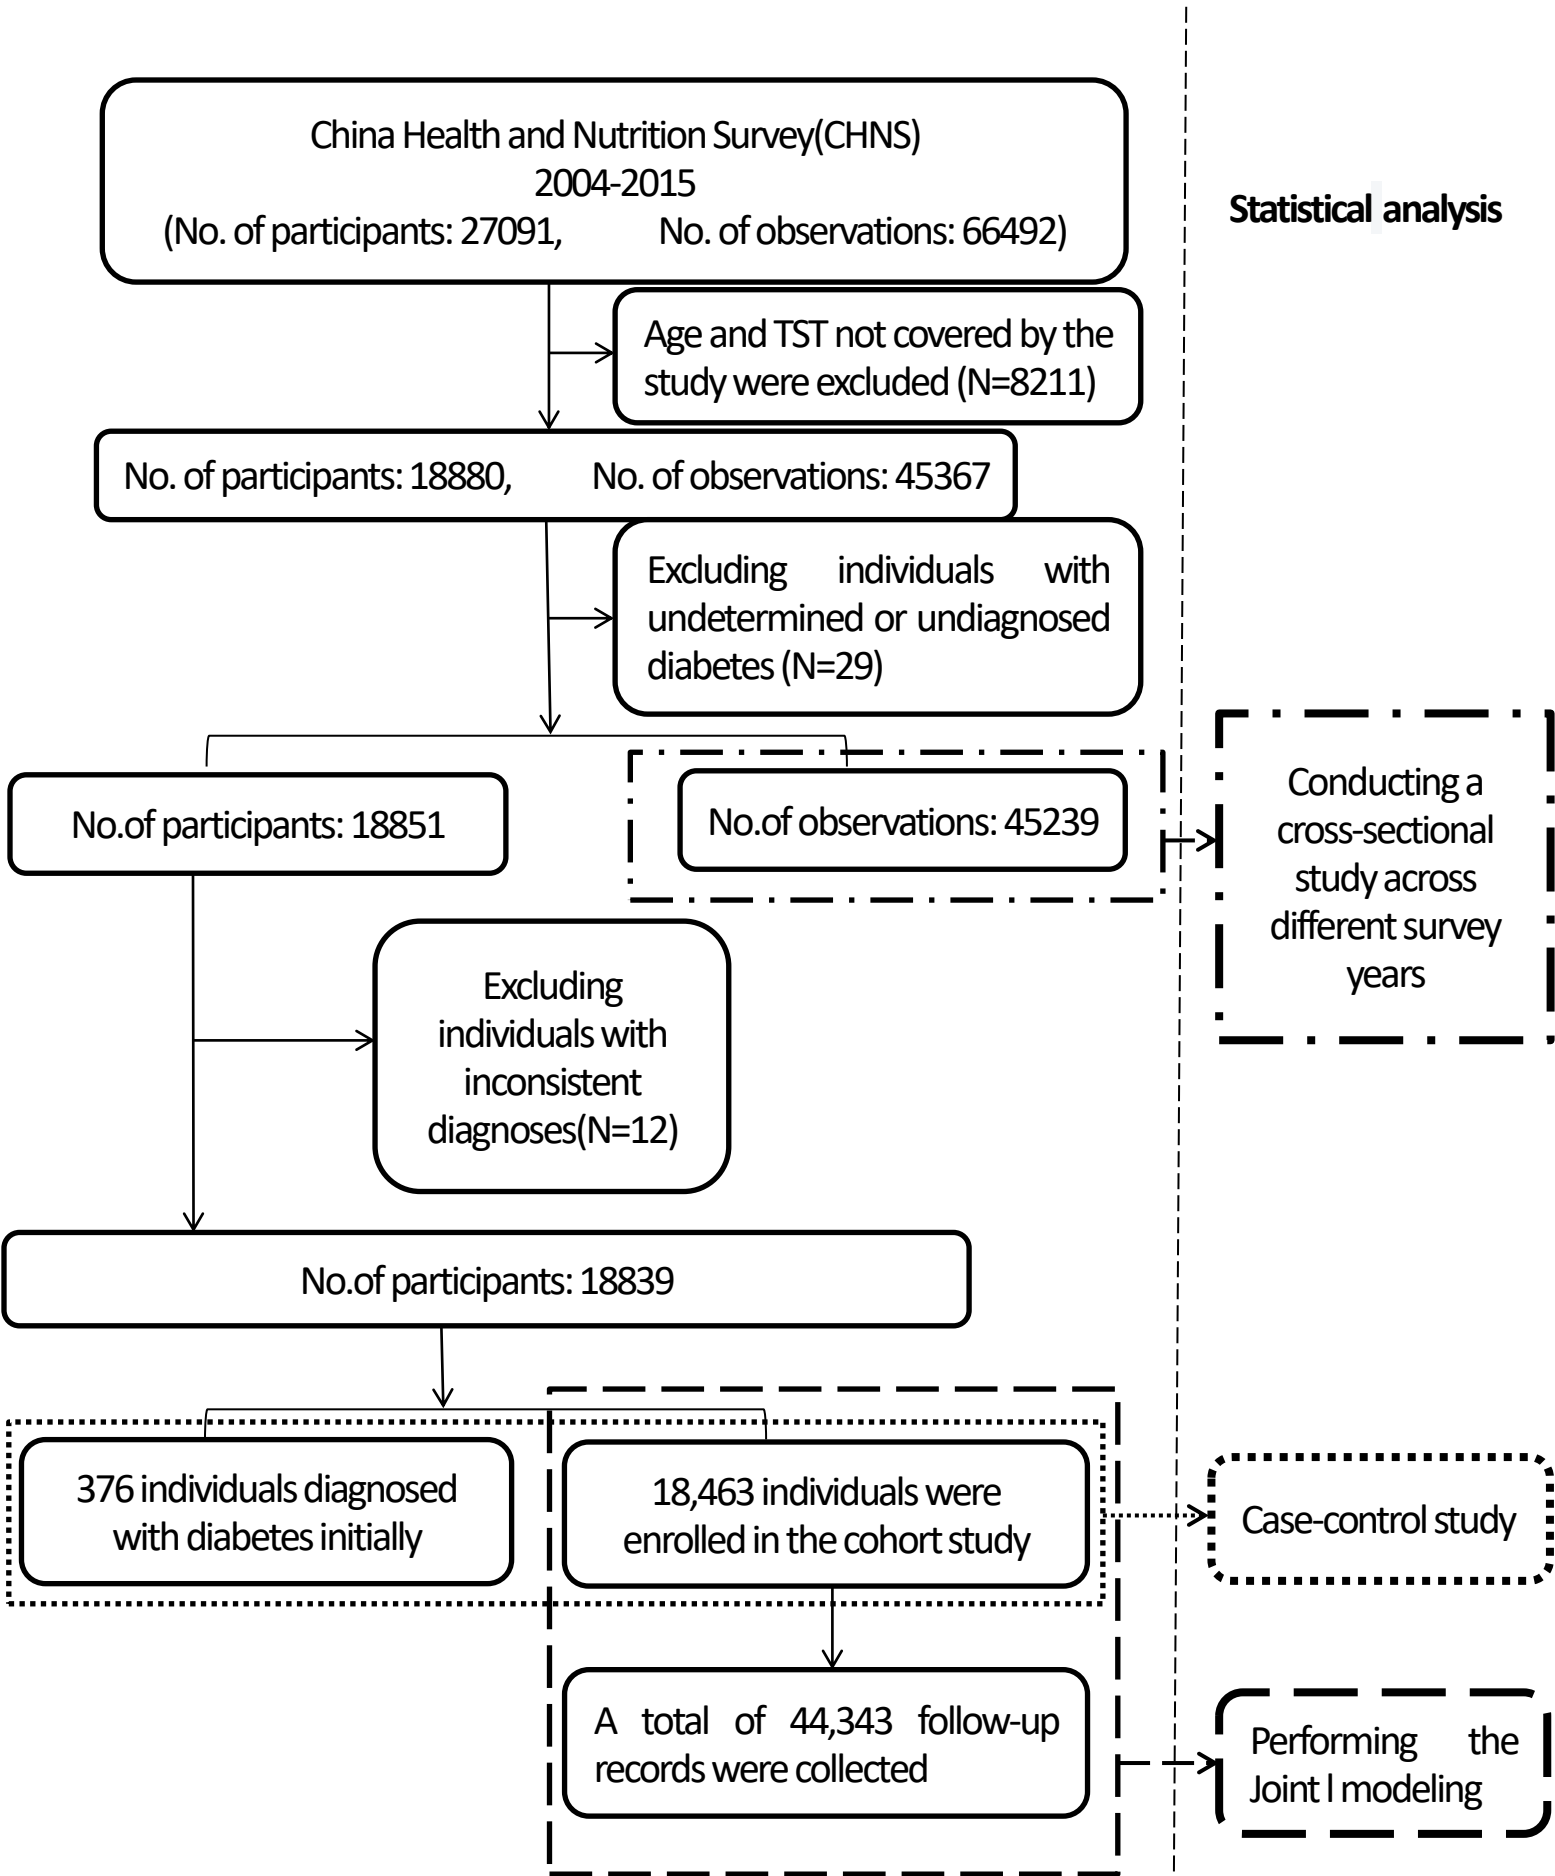 China Health and Nutrition Survey(CHNS)
2004-2015
(No. of participants: 27091, No. of observations: 66492)
Statistical analysis
Age and TST not covered by the
study were excluded (N=8211)
No. of participants: 18880, No. of observations: 45367
Excluding individuals with
undetermined or undiagnosed
diabetes (N=29)
No.of participants: 18851
No.of observations: 45239
Conducting a
cross-sectional
study across
different survey
years
Excluding
individuals with
inconsistent
diagnoses(N=12)
No.of participants: 18839
376 individuals diagnosed
with diabetes initially
18,463 individuals were
enrolled in the cohort study
Case-control study
A total of 44,343 follow-up
records were collected
Performing the
Joint l modeling